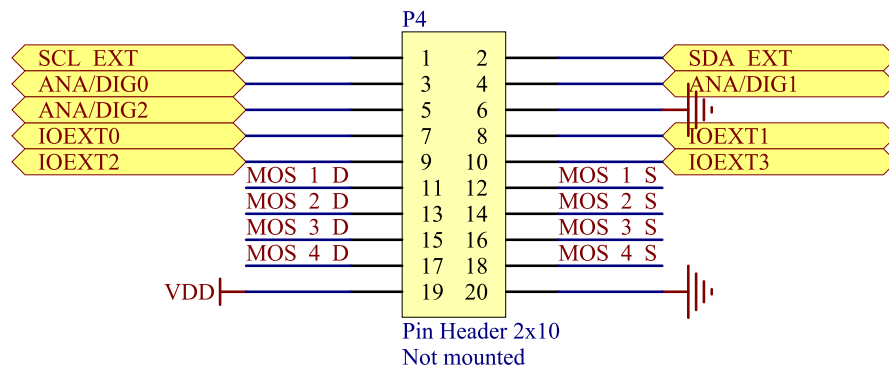 P4
SCL_EXT 1 2 SDA_EXT
ANA/DIG0 3 4 ANA/DIG1
ANA/DIG2 5 6
IOEXT0 7 8 IOEXT1
IOEXT2 9 10 IOEXT3
MOS_1_D 11 12 MOS_1_S
MOS_2_D 13 14 MOS_2_S
MOS_3_D 15 16 MOS_3_S
MOS_4_D 17 18 MOS_4_S
VDD 19 20
Pin Header 2x10
Not mounted